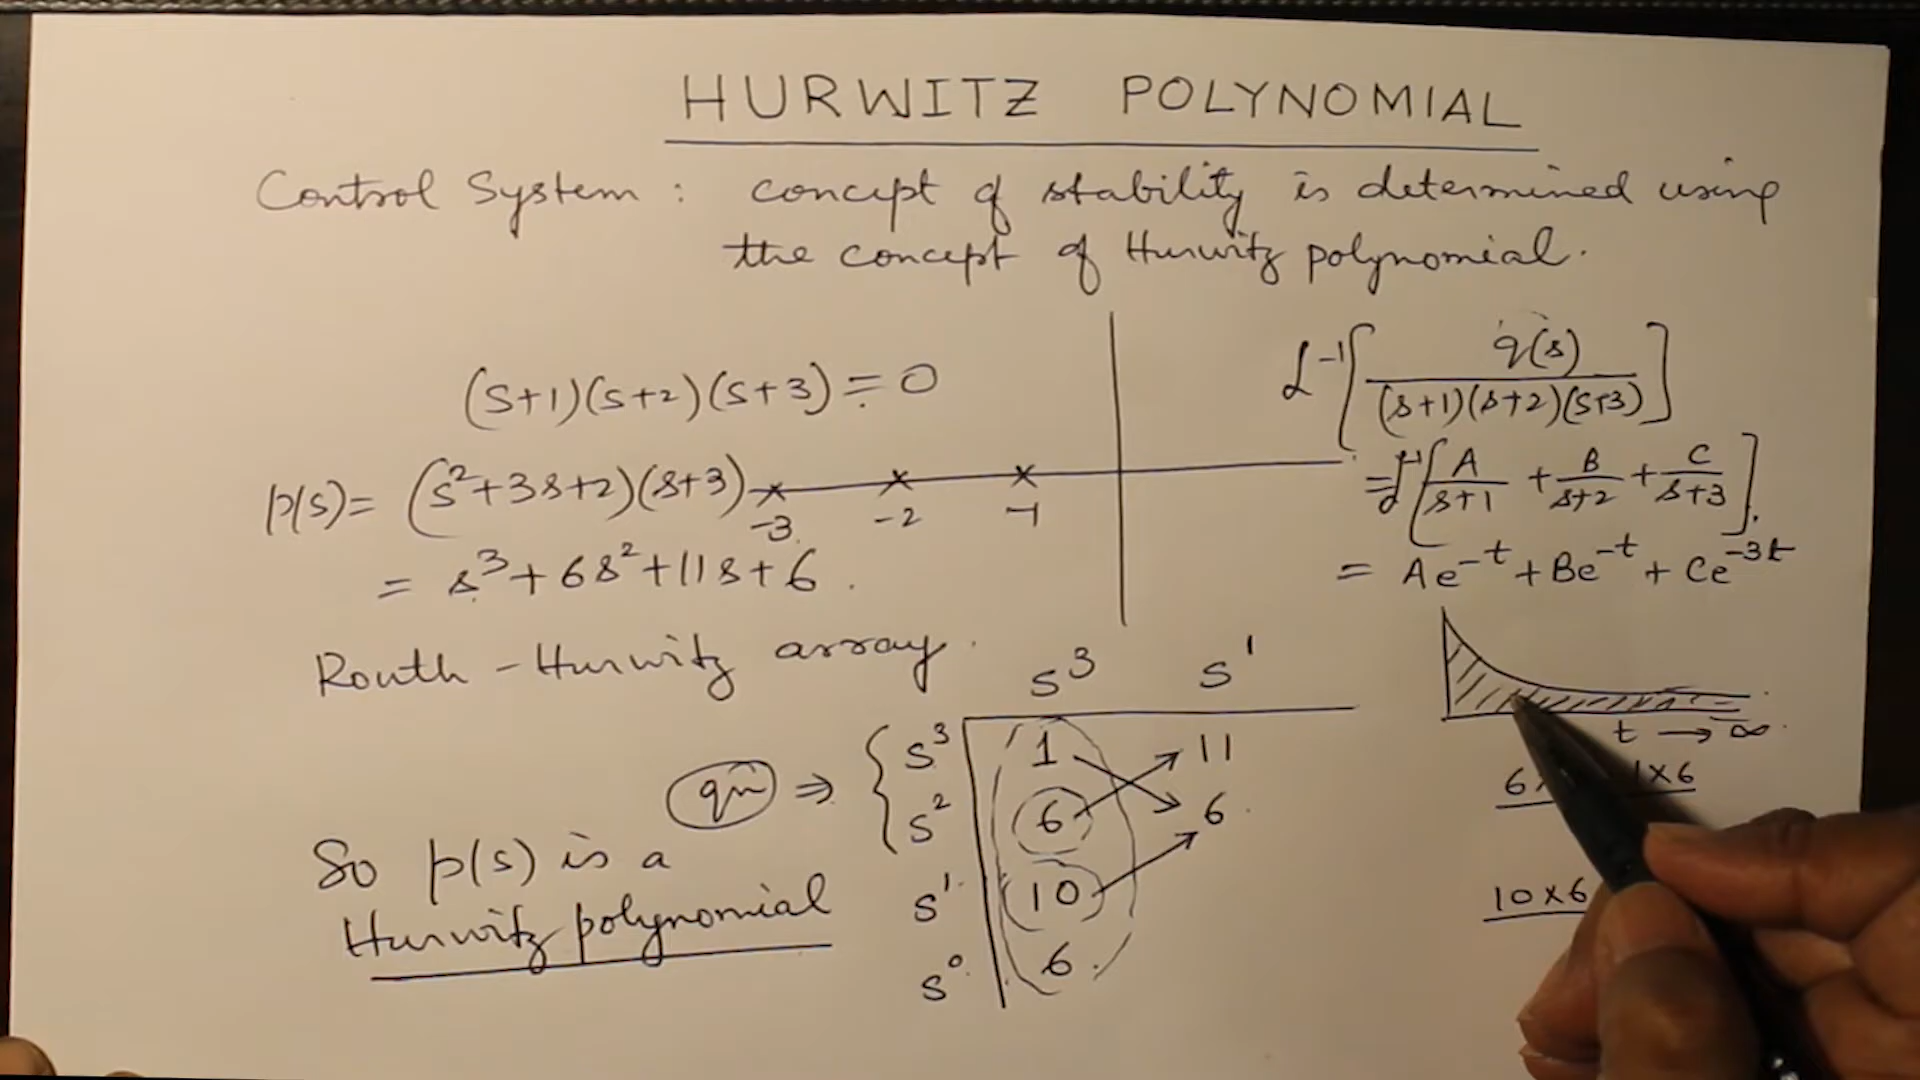 HURWITZ POLYNOMIAL
Control System : concept of stability is determined using
the concept of Hurwitz polynomial.
(s+1)(s+2)(s+3) = 0
p(s) = (s²+3s+2)(s+3)
= s³+6s²+11s+6.
-3 -2 -1
L⁻¹[q(s)/(s+1)(s+2)(s+3)]
= L⁻¹[A/s+1 + B/s+2 + C/s+3].
= Ae^-t + Be^-t + Ce^-3t
t → ∞
Routh - Hurwitz array.
s³ s¹
⇒ { s³ 1 11
s² 6 6
s¹ 10
s⁰ 6
6× 1×6
10×6
So p(s) is a
Hurwitz polynomial